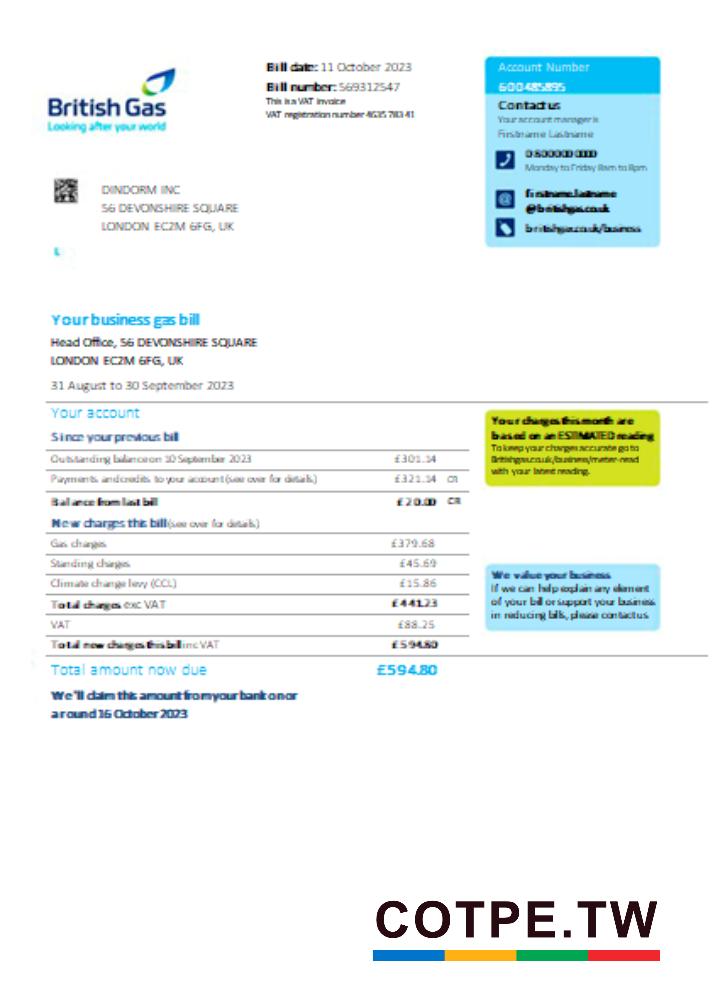 British Gas
Looking after your world
Bill date: 11 October 2023
Bill number: 569312547
This is a VAT invoice
VAT registration number 4635 783 41
Account Number
600485895
Contact us
Your account manager is
Firstname Lastname
Monday to Friday 8am to 8pm
firstname.lastname
@britishgas.co.uk
britishgas.co.uk/business
DINDORM INC
56 DEVONSHIRE SQUARE
LONDON EC2M 6FG, UK
Your business gas bill
Head Office, 56 DEVONSHIRE SQUARE
LONDON EC2M 6FG, UK
31 August to 30 September 2023
Your account
Since your previous bill
Outstanding balance on 10 September 2023 £301.14
Payments and credits to your account (see over for details.) £321.14 CR
Balance from last bill £20.00 CR
New charges this bill (see over for details.)
Gas charges £379.68
Standing charges £45.69
Climate change levy (CCL) £15.86
Total charges exc VAT £441.23
VAT £88.25
Total new charges this bill inc VAT £594.80
Total amount now due £594.80
We'll claim this amount from your bank on or
around 16 October 2023
Your charges this month are
based on an ESTIMATED reading
To keep your charges accurate go to
Britishgas.co.uk/business/meter-read
with your latest reading.
We value your business
If we can help explain any element
of your bill or support your business
in reducing bills, please contact us
COTPE.TW